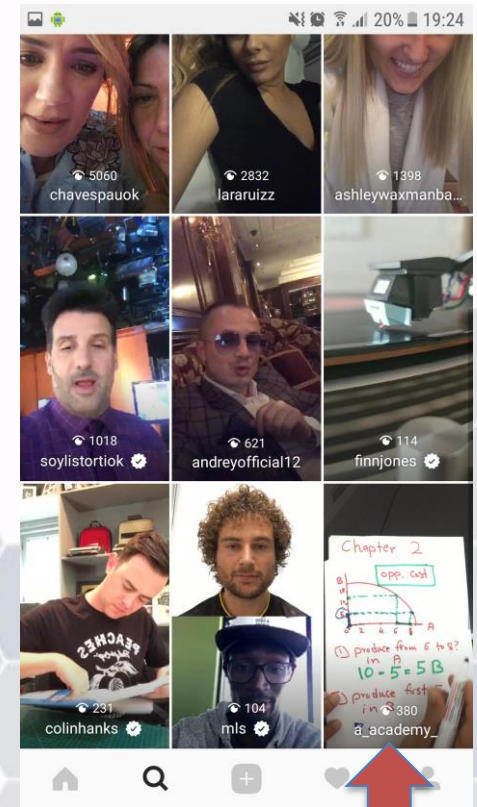 20% 19:24
5060
chavespauok
2832
lararuizz
1398
ashleywaxmanba...
1018
soylistortiok
621
andreyofficial12
114
finnjones
PEACHES
231
colinhanks
104
mls
Chapter 2
opp. cost
B
A
0 2 4 6 8
① produce from 6 to 8?
in A
10 - 5 = 5 B
produce first
in
380
a_academy_